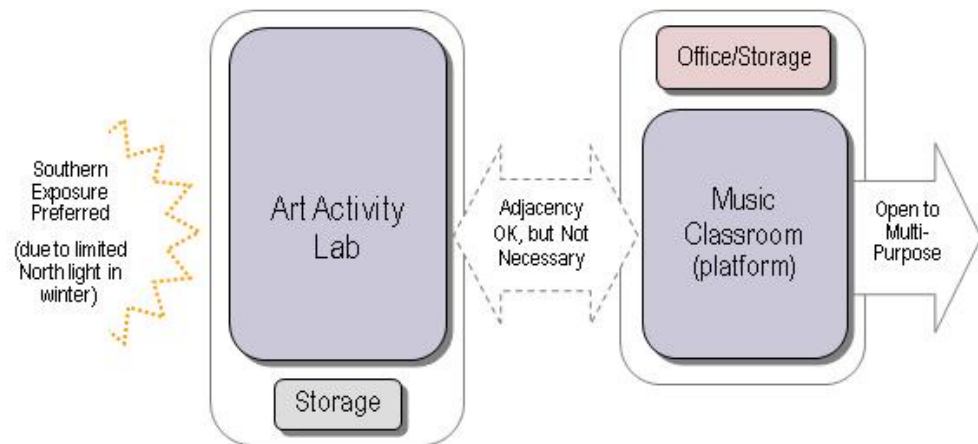 Southern
Exposure
Preferred
(due to limited
North light in
winter)
Art Activity
Lab
Storage
Adjacency
OK, but Not
Necessary
Office/Storage
Music
Classroom
(platform)
Open to
Multi-
Purpose